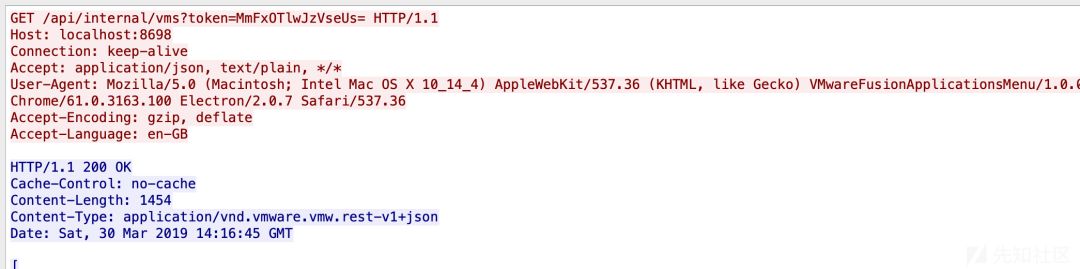 GET /api/internal/vms?token=MmFxOTlwJzVseUs= HTTP/1.1
Host: localhost:8698
Connection: keep-alive
Accept: application/json, text/plain, */*
User-Agent: Mozilla/5.0 (Macintosh; Intel Mac OS X 10_14_4) AppleWebKit/537.36 (KHTML, like Gecko) VMwareFusionApplicationsMenu/1.0.0
Chrome/61.0.3163.100 Electron/2.0.7 Safari/537.36
Accept-Encoding: gzip, deflate
Accept-Language: en-GB
HTTP/1.1 200 OK
Cache-Control: no-cache
Content-Length: 1454
Content-Type: application/vnd.vmware.vmw.rest-v1+json
Date: Sat, 30 Mar 2019 14:16:45 GMT
[
先知社区